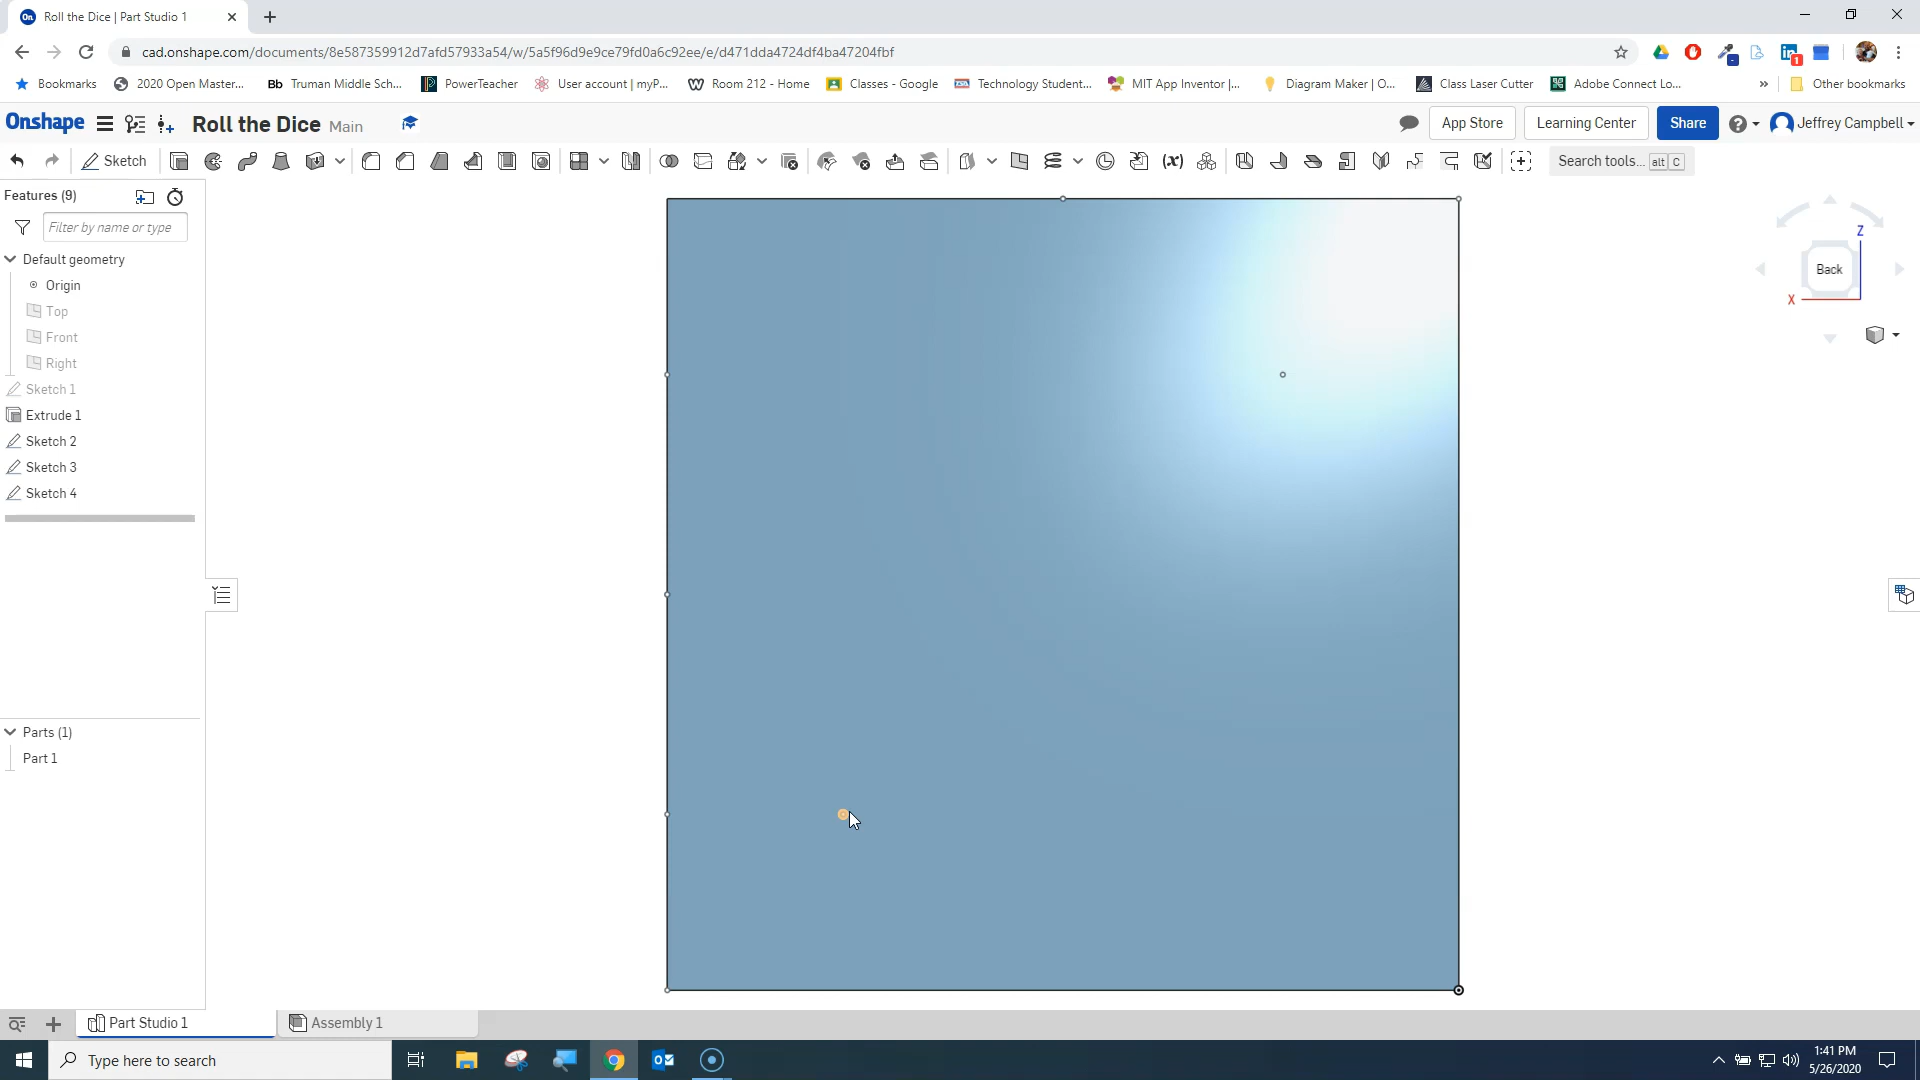 Roll the Dice | Part Studio 1
cad.onshape.com/documents/8e587359912d7afd57933a54/w/5a5f96d9e9ce79fd0a6c92ee/e/d471dda4724df4ba47204fbf
Bookmarks
2020 Open Master...
Bb Truman Middle Sch...
PowerTeacher
User account | myP...
Room 212 - Home
Classes - Google
Technology Student...
MIT App Inventor |...
Diagram Maker | O...
Class Laser Cutter
Adobe Connect Lo...
»
Other bookmarks
Onshape
Roll the Dice Main
App Store
Learning Center
Share
Jeffrey Campbell
Sketch
Search tools... alt C
Features (9)
Filter by name or type
Default geometry
Origin
Top
Front
Right
Sketch 1
Extrude 1
Sketch 2
Sketch 3
Sketch 4
Z
Back
X
Parts (1)
Part 1
Part Studio 1
Assembly 1
Type here to search
1:41 PM
5/26/2020